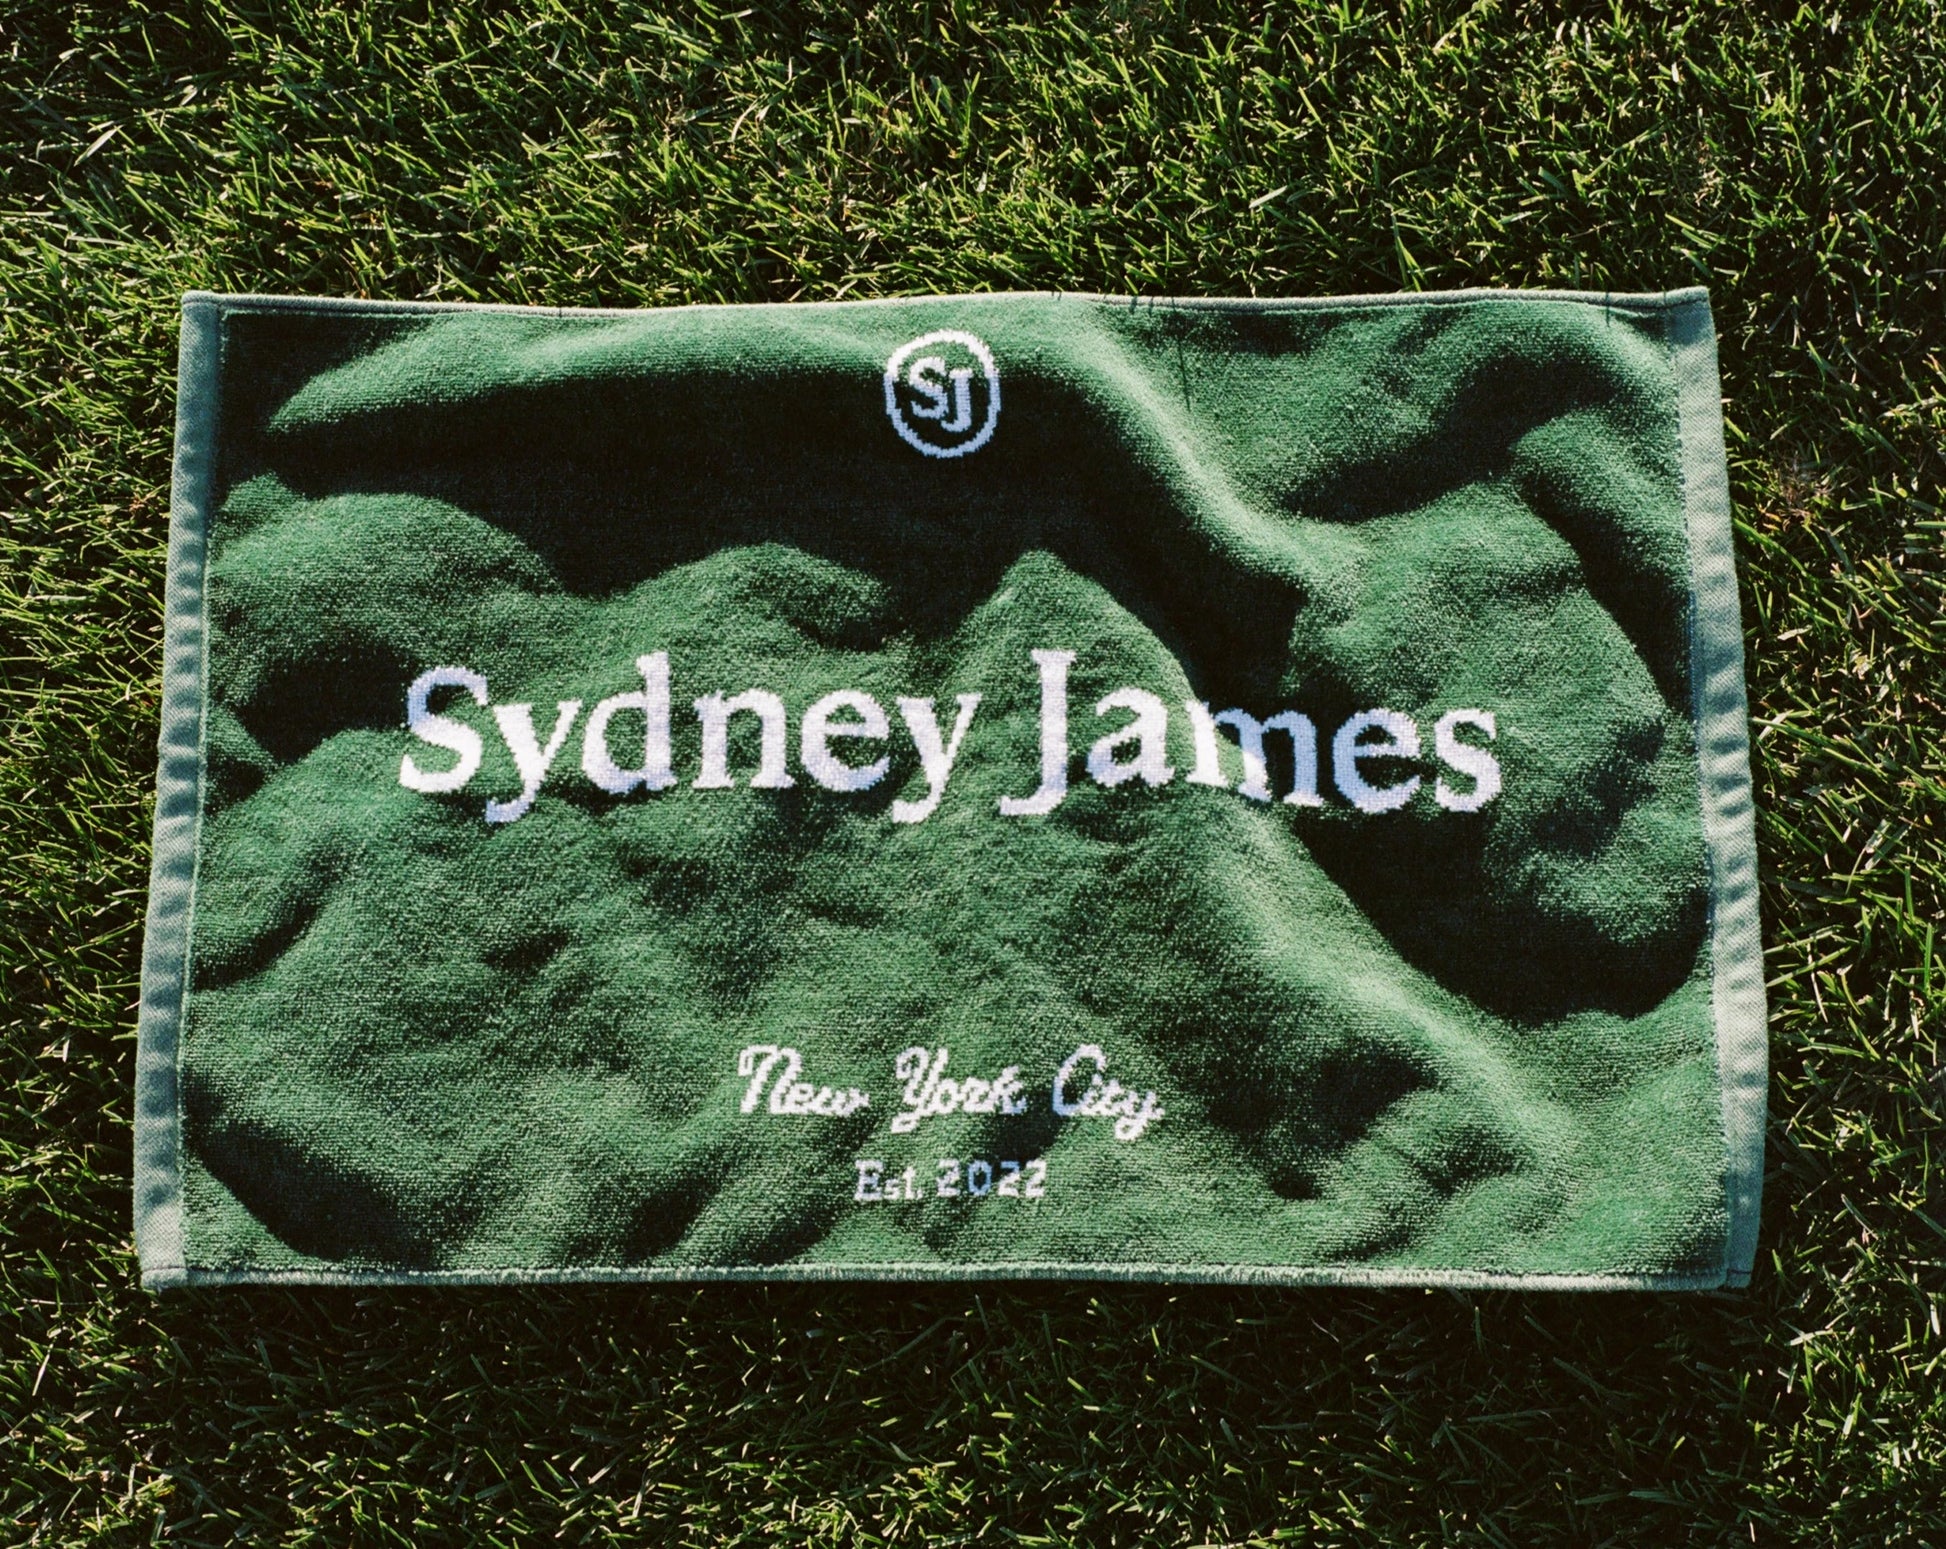 SJ
Sydney James
New York City
Est. 2022